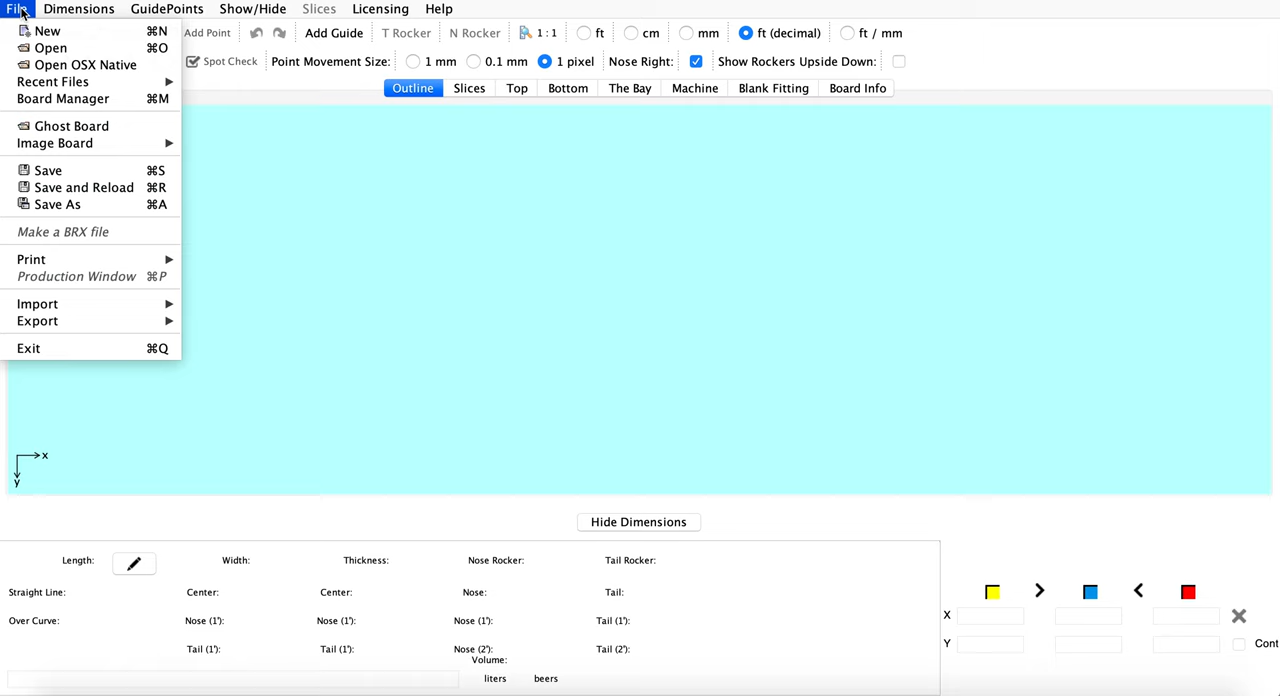 File Dimensions GuidePoints Show/Hide Slices Licensing Help
New ⌘N
Open ⌘O
Open OSX Native
Recent Files
Board Manager ⌘M
Ghost Board
Image Board
Save ⌘S
Save and Reload ⌘R
Save As ⌘A
Make a BRX file
Print
Production Window ⌘P
Import
Export
Exit ⌘Q
Add Point Add Guide T Rocker N Rocker 1 : 1 ft cm mm ft (decimal) ft / mm
Spot Check Point Movement Size: 1 mm 0.1 mm 1 pixel Nose Right: Show Rockers Upside Down:
Outline Slices Top Bottom The Bay Machine Blank Fitting Board Info
x
y
Hide Dimensions
Length: Width: Thickness: Nose Rocker: Tail Rocker:
Straight Line: Center: Center: Nose: Tail:
Over Curve: Nose (1'): Nose (1'): Nose (1'): Tail (1'):
Tail (1'): Tail (1'): Nose (2'): Tail (2'):
Volume:
liters beers
X
Y Cont